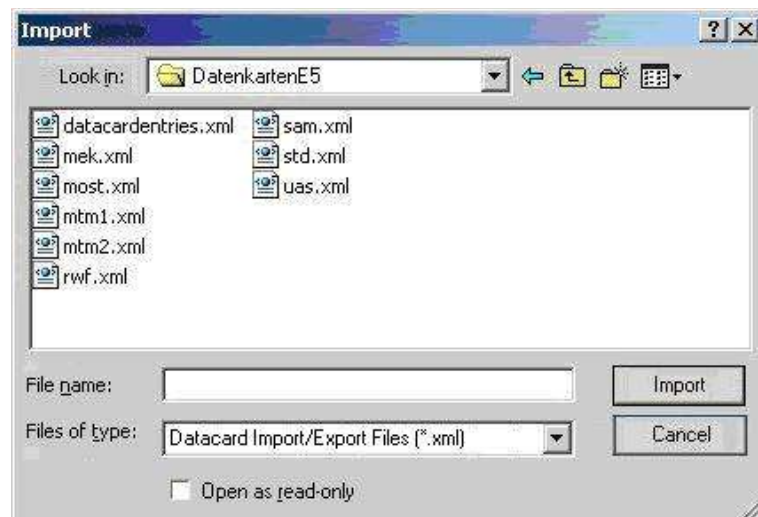 Import
Look in: DatenkartenE5
datacardentries.xml
mek.xml
most.xml
mtm1.xml
mtm2.xml
rwf.xml
sam.xml
std.xml
uas.xml
File name: Import
Files of type: Datacard Import/Export Files (*.xml) Cancel
Open as read-only